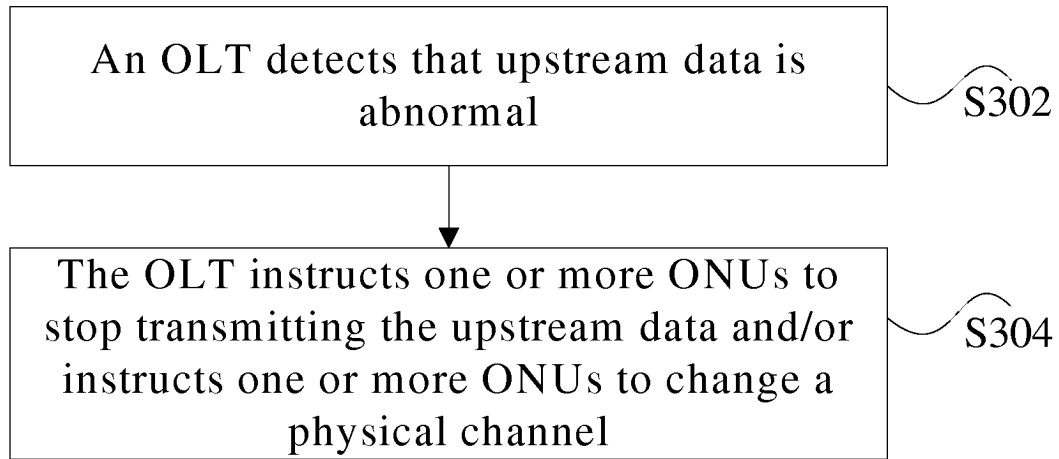 An OLT detects that upstream data is
abnormal
S302
The OLT instructs one or more ONUs to
stop transmitting the upstream data and/or
instructs one or more ONUs to change a
physical channel
S304